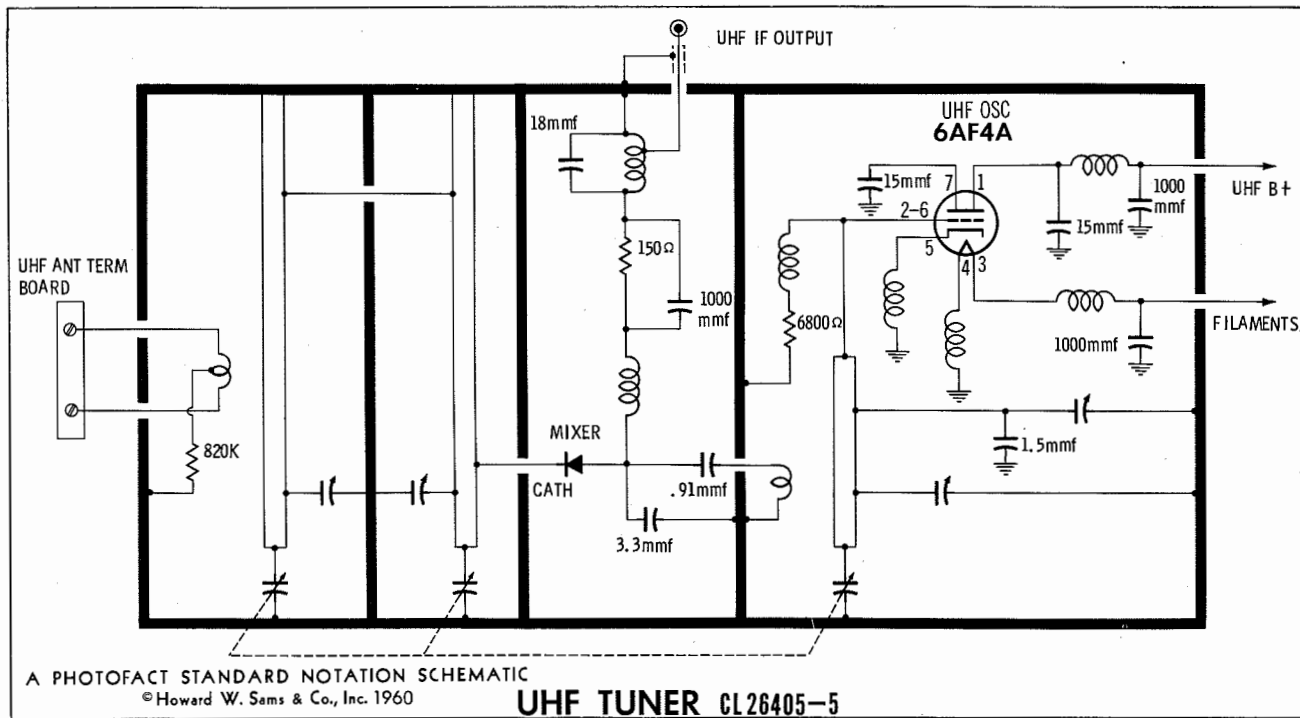 UHF IF OUTPUT
UHF OSC
6AF4A
18mmf
15mmf
7
1
1000
mmf
UHF B+
2-6
15mmf
5
4
3
150Ω
UHF ANT TERM
BOARD
1000
mmf
6800Ω
1000mmf
FILAMENTS
820K
MIXER
CATH
.91mmf
1.5mmf
3.3mmf
A PHOTOFACT STANDARD NOTATION SCHEMATIC
© Howard W. Sams & Co., Inc. 1960
UHF TUNER CL26405-5